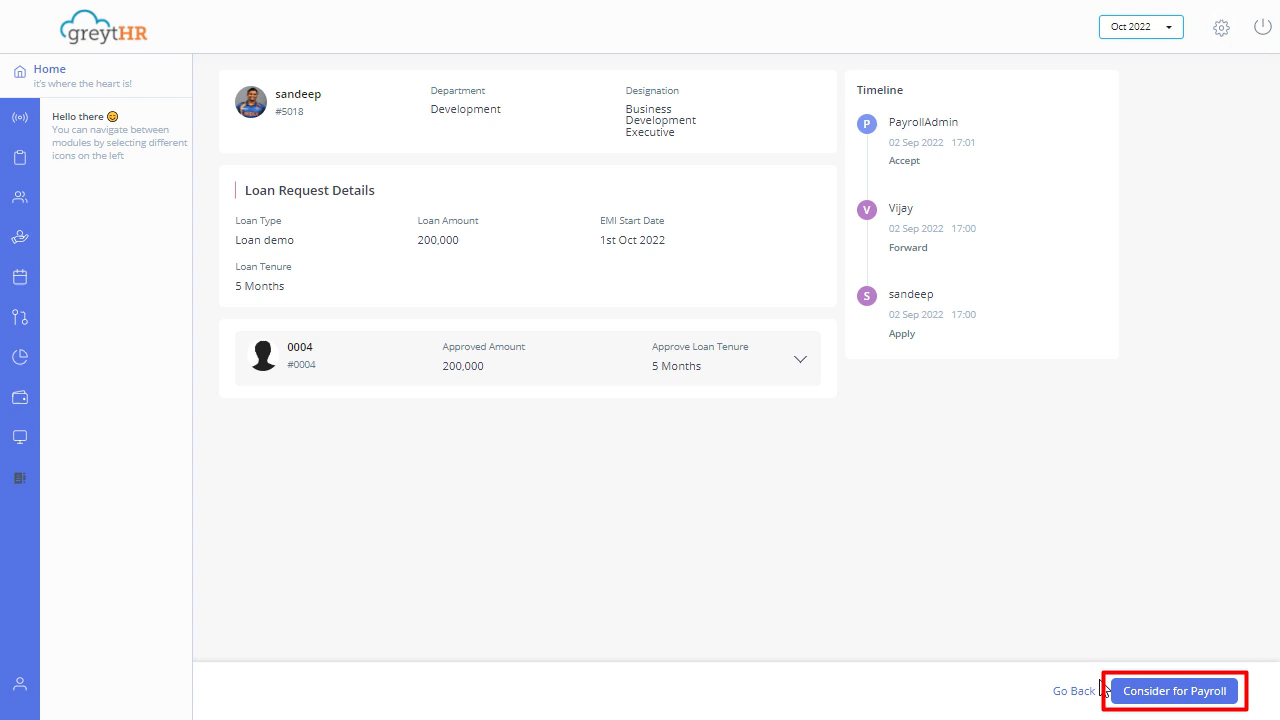 greytHR
Oct 2022
Home
it's where the heart is!
Hello there
You can navigate between
modules by selecting different
icons on the left
sandeep
#5018
Department
Development
Designation
Business
Development
Executive
Loan Request Details
Loan Type
Loan demo
Loan Amount
200,000
EMI Start Date
1st Oct 2022
Loan Tenure
5 Months
0004
#0004
Approved Amount
200,000
Approve Loan Tenure
5 Months
Timeline
P
PayrollAdmin
02 Sep 2022 17:01
Accept
V
Vijay
02 Sep 2022 17:00
Forward
S
sandeep
02 Sep 2022 17:00
Apply
Go Back
Consider for Payroll